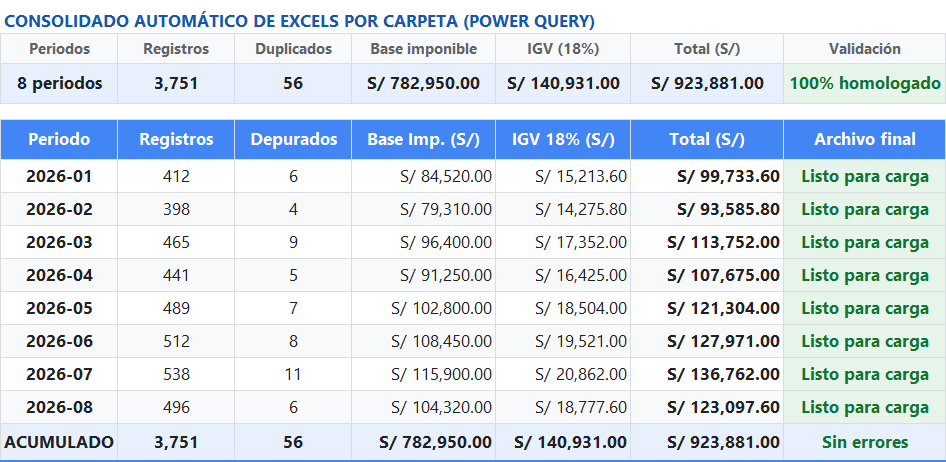 CONSOLIDADO AUTOMÁTICO DE EXCELS POR CARPETA (POWER QUERY)
Periodos Registros Duplicados Base imponible IGV (18%) Total (S/) Validación
8 periodos 3,751 56 S/ 782,950.00 S/ 140,931.00 S/ 923,881.00 100% homologado
Periodo Registros Depurados Base Imp. (S/) IGV 18% (S/) Total (S/) Archivo final
2026-01 412 6 S/ 84,520.00 S/ 15,213.60 S/ 99,733.60 Listo para carga
2026-02 398 4 S/ 79,310.00 S/ 14,275.80 S/ 93,585.80 Listo para carga
2026-03 465 9 S/ 96,400.00 S/ 17,352.00 S/ 113,752.00 Listo para carga
2026-04 441 5 S/ 91,250.00 S/ 16,425.00 S/ 107,675.00 Listo para carga
2026-05 489 7 S/ 102,800.00 S/ 18,504.00 S/ 121,304.00 Listo para carga
2026-06 512 8 S/ 108,450.00 S/ 19,521.00 S/ 127,971.00 Listo para carga
2026-07 538 11 S/ 115,900.00 S/ 20,862.00 S/ 136,762.00 Listo para carga
2026-08 496 6 S/ 104,320.00 S/ 18,777.60 S/ 123,097.60 Listo para carga
ACUMULADO 3,751 56 S/ 782,950.00 S/ 140,931.00 S/ 923,881.00 Sin errores